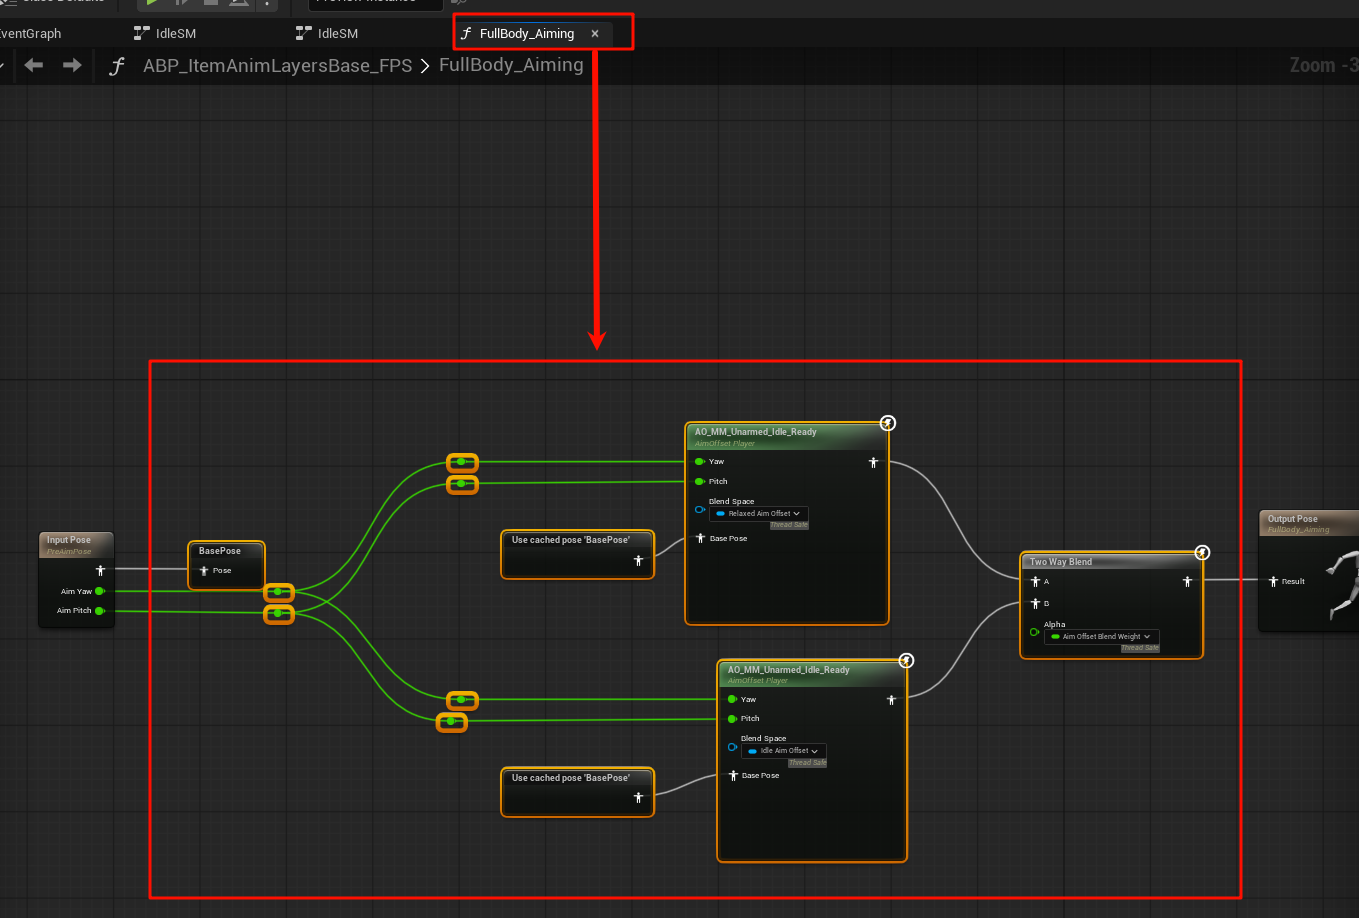 EventGraph
IdleSM
IdleSM
FullBody_Aiming
ABP_ItemAnimLayersBase_FPS > FullBody_Aiming
Zoom -3
Input Pose
PreAimPose
Aim Yaw
Aim Pitch
BasePose
Pose
Use cached pose 'BasePose'
AO_MM_Unarmed_Idle_Ready
AimOffset Player
Yaw
Pitch
Blend Space
Relaxed Aim Offset
Thread Safe
Base Pose
Use cached pose 'BasePose'
AO_MM_Unarmed_Idle_Ready
AimOffset Player
Yaw
Pitch
Blend Space
Idle Aim Offset
Thread Safe
Base Pose
Two Way Blend
A
B
Alpha
Aim Offset Blend Weight
Thread Safe
Output Pose
FullBody_Aiming
Result